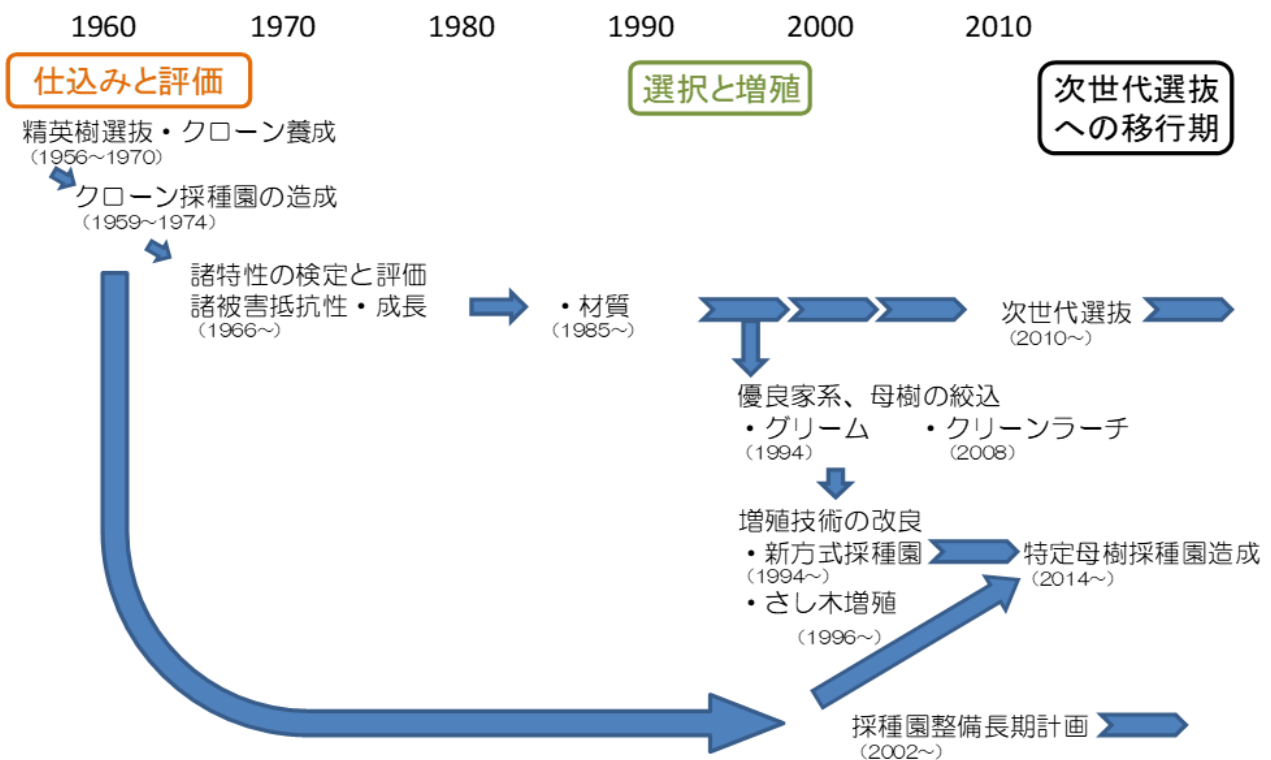 1960 1970 1980 1990 2000 2010
仕込みと評価
選択と増殖
次世代選抜
への移行期
精英樹選抜・クローン養成
（1956～1970）
クローン採種園の造成
（1959～1974）
諸特性の検定と評価
諸被害抵抗性・成長
（1966～）
・材質
（1985～）
次世代選抜
（2010～）
優良家系、母樹の絞込
・グリーム ・クリーンラーチ
（1994） （2008）
増殖技術の改良
・新方式採種園
（1994～）
・さし木増殖
（1996～）
特定母樹採種園造成
（2014～）
採種園整備長期計画
（2002～）